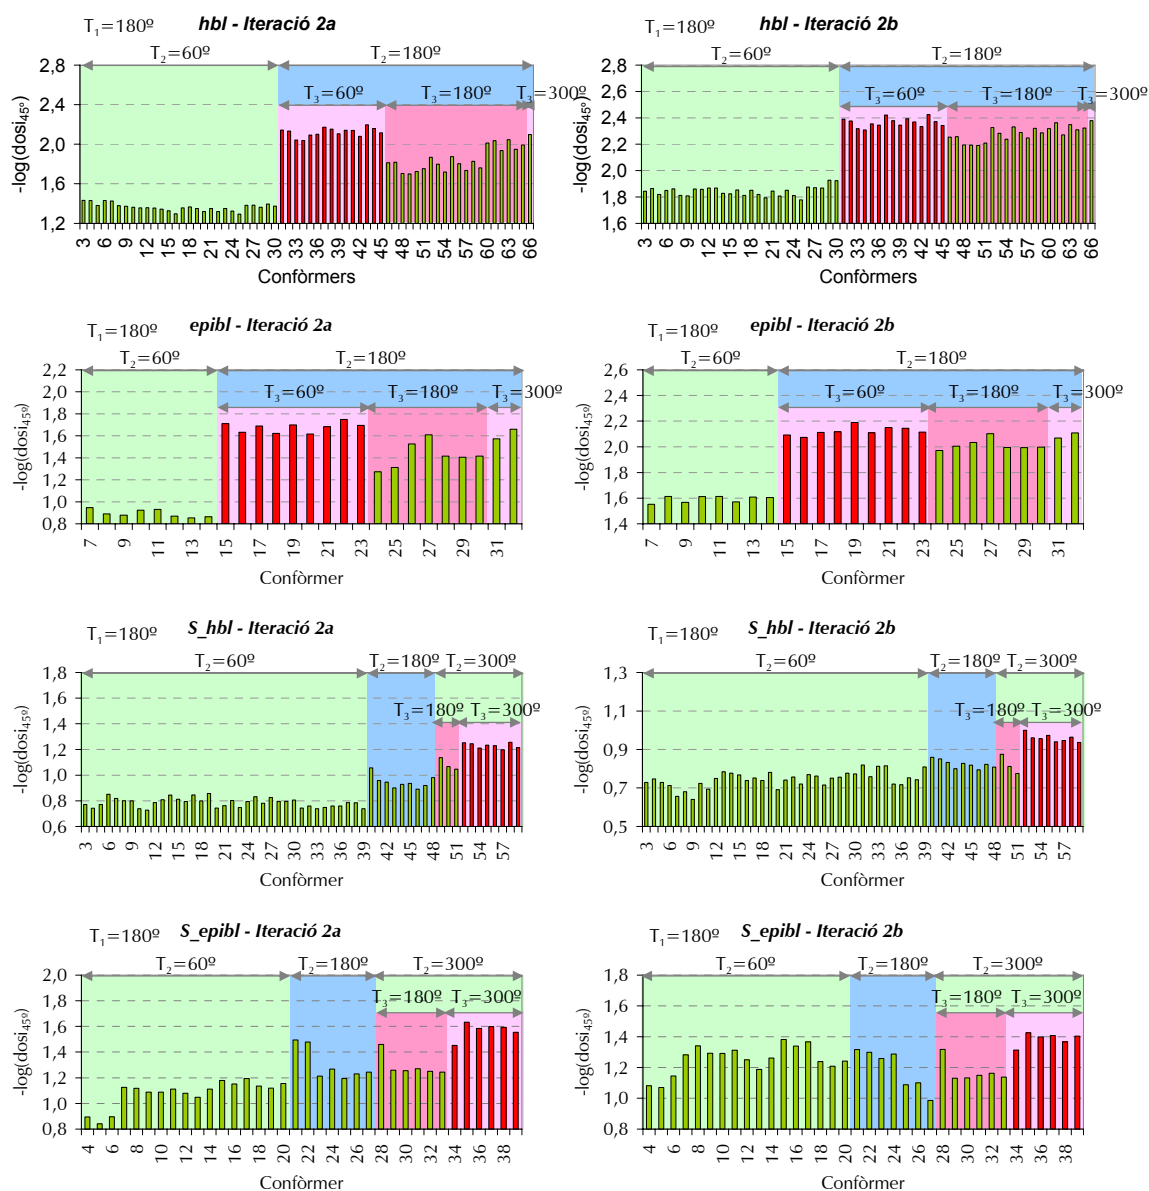 hbl - Iteració 2a
T1=180º
T2=60º
T2=180º
T3=60º
T3=180º
T3=300º
-log(dosi45º)
2,8
2,4
2,0
1,6
1,2
3 6 9 12 15 18 21 24 27 30 33 36 39 42 45 48 51 54 57 60 63 66
Confòrmers
hbl - Iteració 2b
T1=180º
T2=60º
T2=180º
T3=60º
T3=180º
T3=300º
-log(dosi45º)
2,8
2,6
2,4
2,2
2,0
1,8
1,6
3 6 9 12 15 18 21 24 27 30 33 36 39 42 45 48 51 54 57 60 63 66
Confòrmers
epibl - Iteració 2a
T1=180º
T2=60º
T2=180º
T3=60º
T3=180º
T3=300º
-log(dosi45º)
2,2
2,0
1,8
1,6
1,4
1,2
1,0
0,8
7 9 11 13 15 17 19 21 23 25 27 29 31
Confòrmer
epibl - Iteració 2b
T1=180º
T2=60º
T2=180º
T3=60º
T3=180º
T3=300º
-log(dosi45º)
2,6
2,4
2,2
2,0
1,8
1,6
1,4
7 9 11 13 15 17 19 21 23 25 27 29 31
Confòrmer
S_hbl - Iteració 2a
T1=180º
T2=60º
T2=180º
T2=300º
T3=180º
T3=300º
-log(dosi45º)
1,8
1,6
1,4
1,2
1,0
0,8
0,6
3 6 9 12 15 18 21 24 27 30 33 36 39 42 45 48 51 54 57
Confòrmer
S_hbl - Iteració 2b
T1=180º
T2=60º
T2=180º
T2=300º
T3=180º
T3=300º
-log(dosi45º)
1,3
1,1
0,9
0,7
0,5
3 6 9 12 15 18 21 24 27 30 33 36 39 42 45 48 51 54 57
Confòrmer
S_epibl - Iteració 2a
T1=180º
T2=60º
T2=180º
T2=300º
T3=180º
T3=300º
-log(dosi45º)
2,0
1,8
1,6
1,4
1,2
1,0
0,8
4 6 8 10 12 14 16 18 20 22 24 26 28 30 32 34 36 38
Confòrmer
S_epibl - Iteració 2b
T1=180º
T2=60º
T2=180º
T2=300º
T3=180º
T3=300º
-log(dosi45º)
1,8
1,6
1,4
1,2
1,0
0,8
4 6 8 10 12 14 16 18 20 22 24 26 28 30 32 34 36 38
Confòrmer